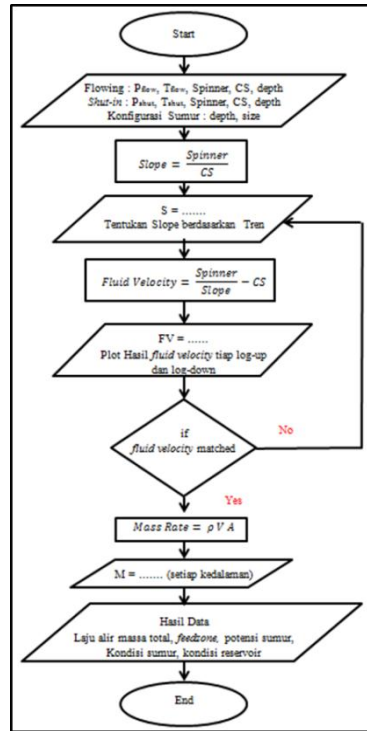 Start
Flowing : Pflow, Tflow, Spinner, CS, depth
Shut-in : Pshut, Tshut, Spinner, CS, depth
Konfigurasi Sumur : depth, size
Slope = Spinner / CS
S = .......
Tentukan Slope berdasarkan Tren
Fluid Velocity = Spinner / Slope − CS
FV = ......
Plot Hasil fluid velocity tiap log-up
dan log-down
if
fluid velocity matched
No
Yes
Mass Rate = ρ V A
M = ....... (setiap kedalaman)
Hasil Data
Laju alir massa total, feedzone, potensi sumur,
Kondisi sumur, kondisi reservoir
End